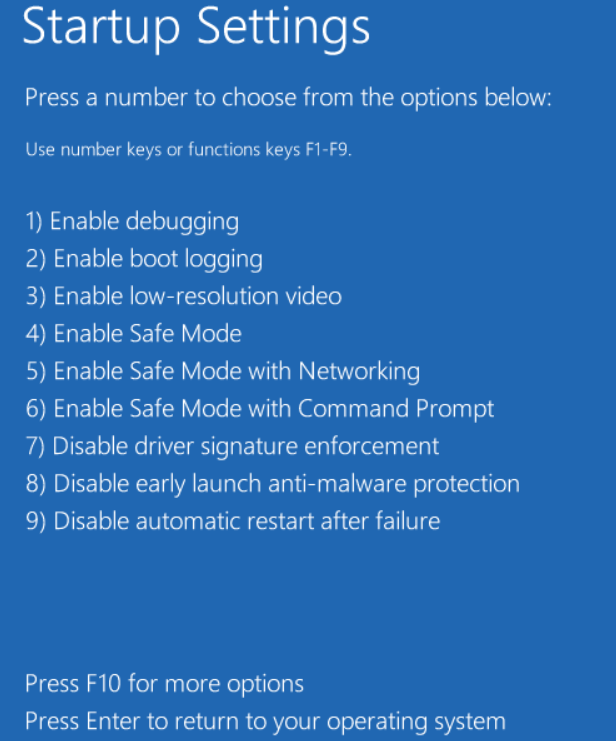 Startup Settings
Press a number to choose from the options below:
Use number keys or functions keys F1-F9.
1) Enable debugging
2) Enable boot logging
3) Enable low-resolution video
4) Enable Safe Mode
5) Enable Safe Mode with Networking
6) Enable Safe Mode with Command Prompt
7) Disable driver signature enforcement
8) Disable early launch anti-malware protection
9) Disable automatic restart after failure
Press F10 for more options
Press Enter to return to your operating system